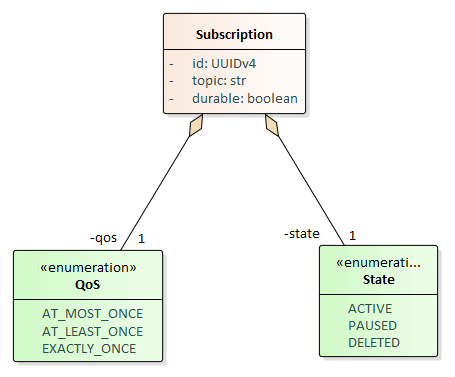 Subscription
- id: UUIDv4
- topic: str
- durable: boolean
-qos 1
-state 1
«enumeration»
QoS
AT_MOST_ONCE
AT_LEAST_ONCE
EXACTLY_ONCE
«enumerati...
State
ACTIVE
PAUSED
DELETED